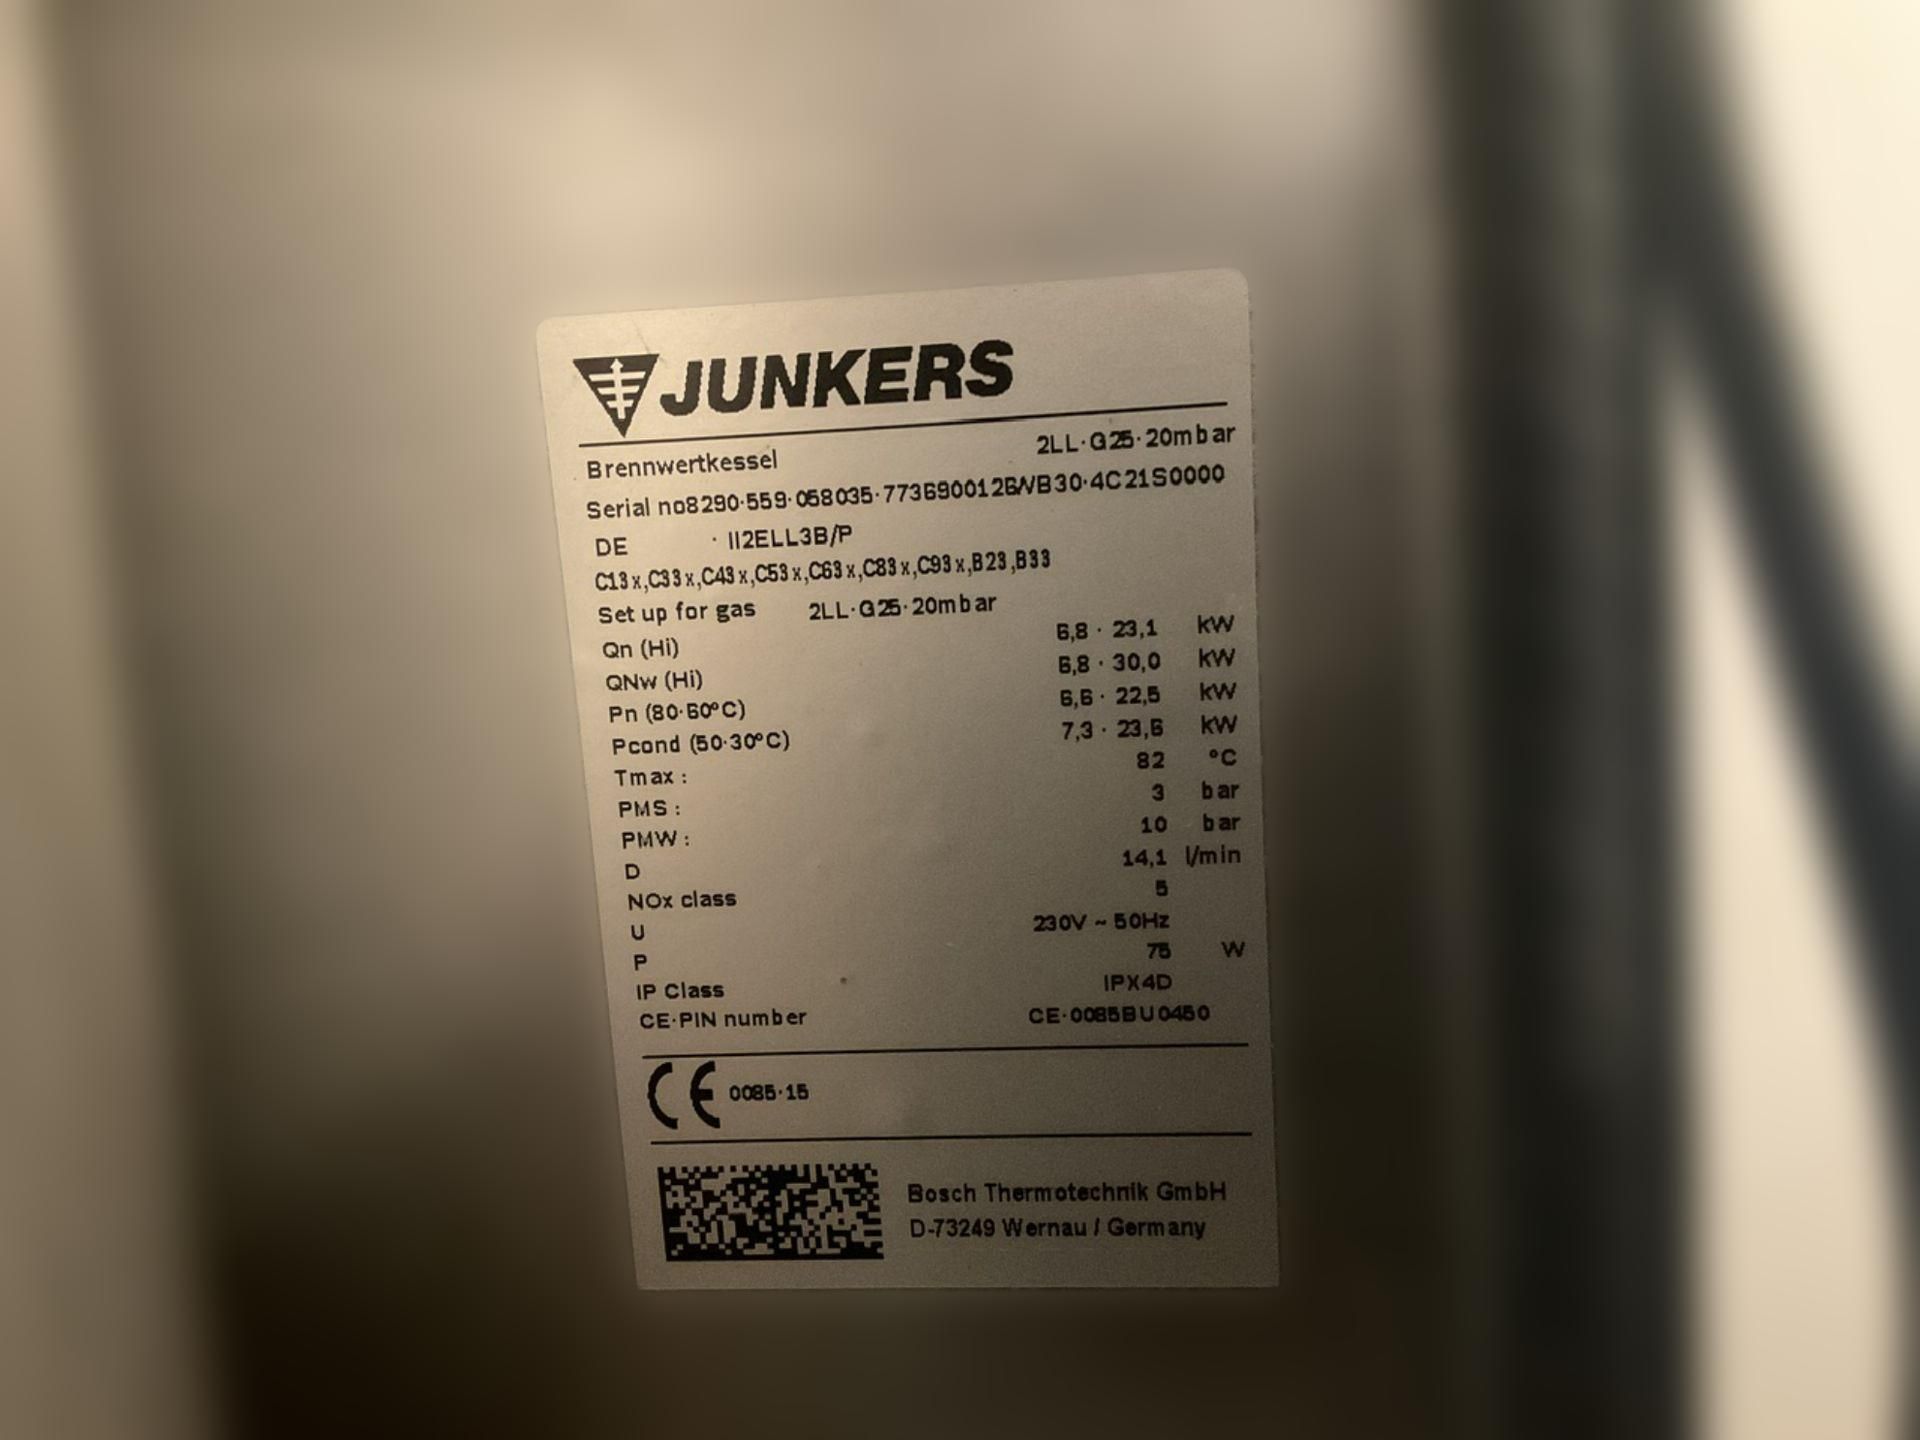 JUNKERS
Brennwertkessel 2LL·G25·20mbar
Serial no8290·559·058035·7736900126WB30·4C21S0000
DE · II2ELL3B/P
C13x,C33x,C43x,C53x,C63x,C83x,C93x,B23,B33
Set up for gas 2LL·G25·20mbar
Qn (Hi) 6,8 · 23,1 kW
QNw (Hi) 6,8 · 30,0 kW
Pn (80·60°C) 6,6 · 22,5 kW
Pcond (50·30°C) 7,3 · 23,6 kW
Tmax : 82 °C
PMS : 3 bar
PMW : 10 bar
D 14,1 l/min
NOx class 5
U 230V ~ 50Hz
P 75 W
IP Class IPX4D
CE·PIN number CE·0085BU0450
CE 0085·15
Bosch Thermotechnik GmbH
D-73249 Wernau / Germany